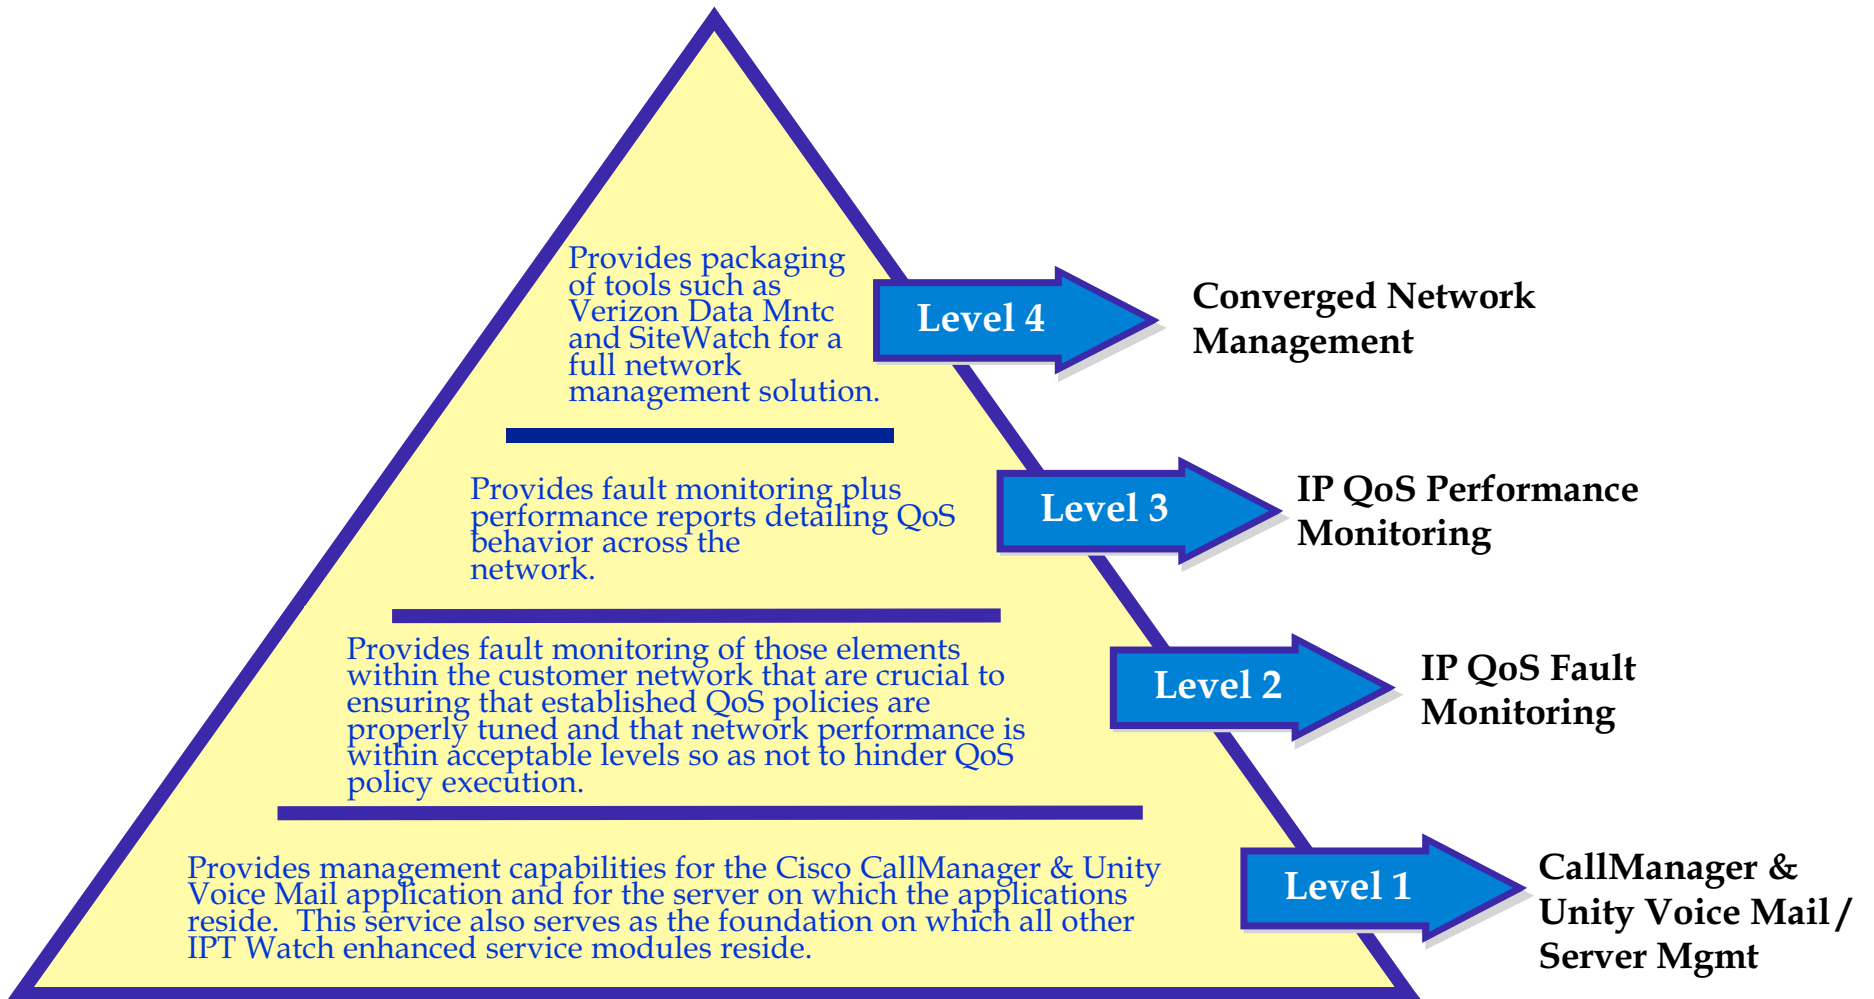 Provides packaging
of tools such as
Verizon Data Mntc
and SiteWatch for a
full network
management solution.
Level 4
Converged Network
Management
Provides fault monitoring plus
performance reports detailing QoS
behavior across the
network.
Level 3
IP QoS Performance
Monitoring
Provides fault monitoring of those elements
within the customer network that are crucial to
ensuring that established QoS policies are
properly tuned and that network performance is
within acceptable levels so as not to hinder QoS
policy execution.
Level 2
IP QoS Fault
Monitoring
Provides management capabilities for the Cisco CallManager & Unity
Voice Mail application and for the server on which the applications
reside.  This service also serves as the foundation on which all other
IPT Watch enhanced service modules reside.
Level 1
CallManager &
Unity Voice Mail /
Server Mgmt